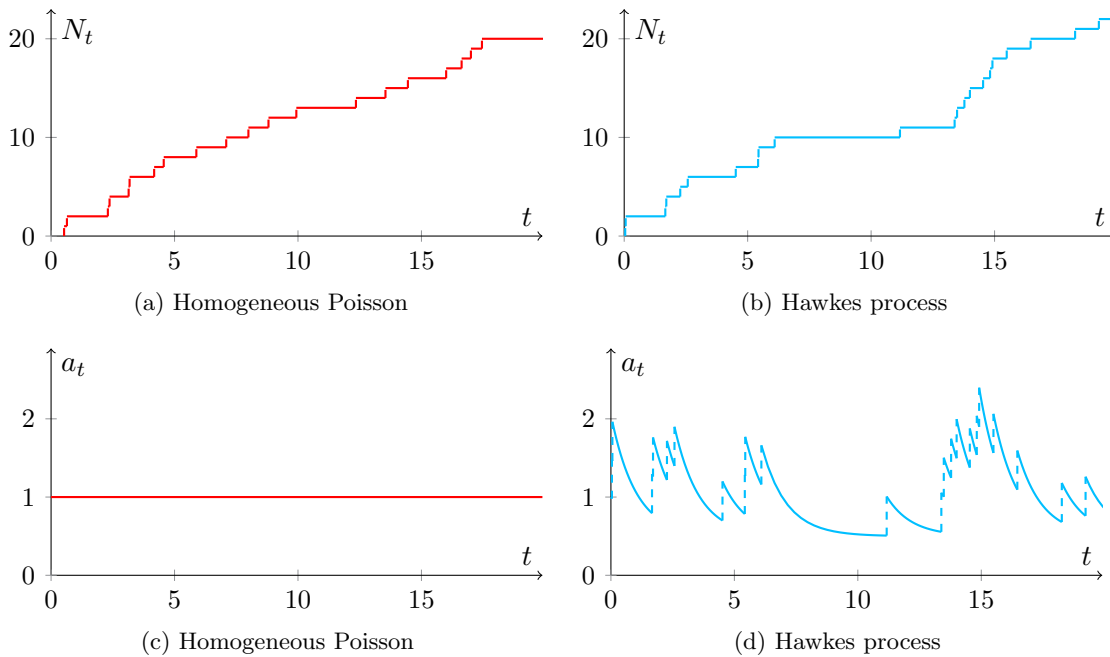 N_t
20
10
0
0 5 10 15
t
(a) Homogeneous Poisson
N_t
20
10
0
0 5 10 15
t
(b) Hawkes process
a_t
2
1
0
0 5 10 15
t
(c) Homogeneous Poisson
a_t
2
1
0
0 5 10 15
t
(d) Hawkes process